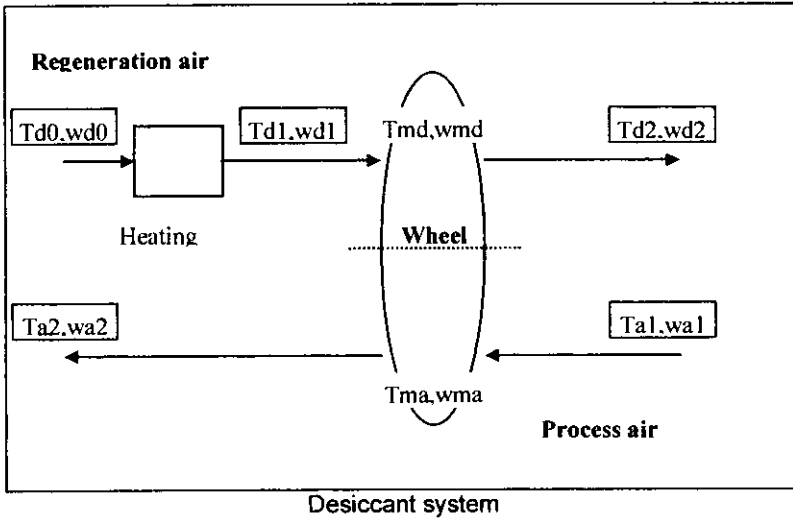 Regeneration air
Td0,wd0
Td1,wd1
Tmd,wmd
Td2,wd2
Heating
Wheel
Ta2,wa2
Ta1,wa1
Tma,wma
Process air
Desiccant system